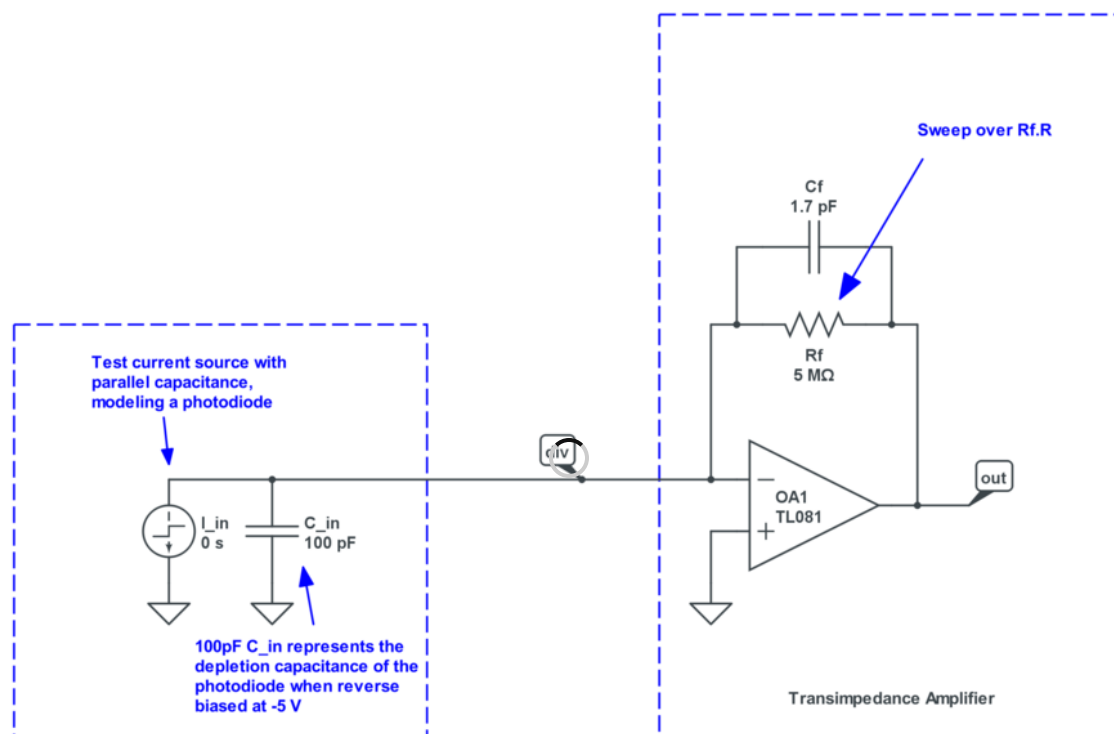 Sweep over Rf.R
Cf
1.7 pF
Rf
5 MΩ
Test current source with
parallel capacitance,
modeling a photodiode
div
out
I_in
0 s
C_in
100 pF
OA1
TL081
100pF C_in represents the
depletion capacitance of the
photodiode when reverse
biased at -5 V
Transimpedance Amplifier